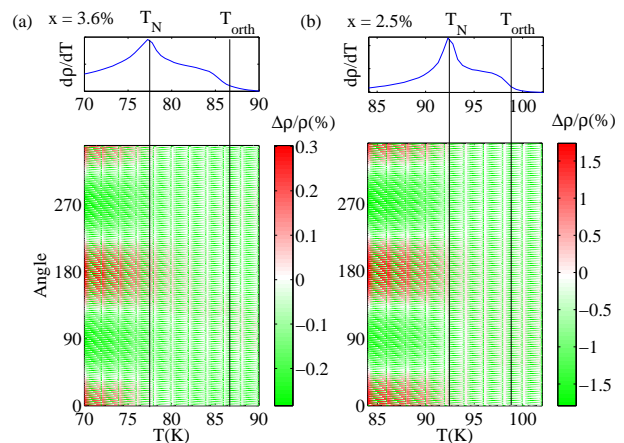 (a) x = 3.6% T_N T_orth
dρ/dT
70 75 80 85 90
Δρ/ρ(%)
Angle
270
180
90
0
70 75 80 85 90
T(K)
0.3
0.2
0.1
0
−0.1
−0.2
(b) x = 2.5% T_N T_orth
dρ/dT
85 90 95 100
Δρ/ρ(%)
270
180
90
0
85 90 95 100
T(K)
1.5
1
0.5
0
−0.5
−1
−1.5